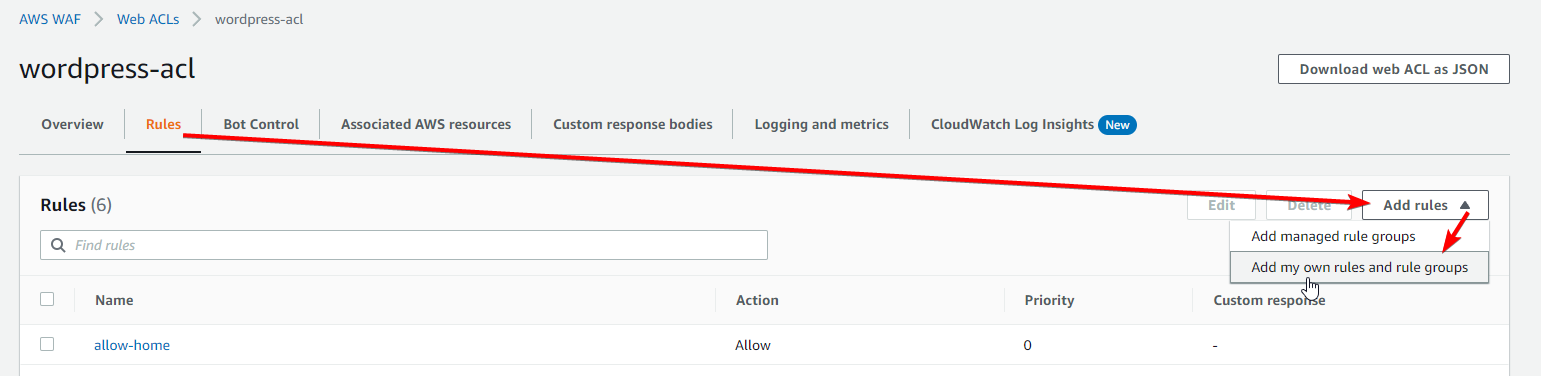 AWS WAF > Web ACLs > wordpress-acl
wordpress-acl
Download web ACL as JSON
Overview Rules Bot Control Associated AWS resources Custom response bodies Logging and metrics CloudWatch Log Insights New
Rules (6)
Edit Delete Add rules
Find rules
Add managed rule groups
Add my own rules and rule groups
Name Action Priority Custom response
allow-home Allow 0 -